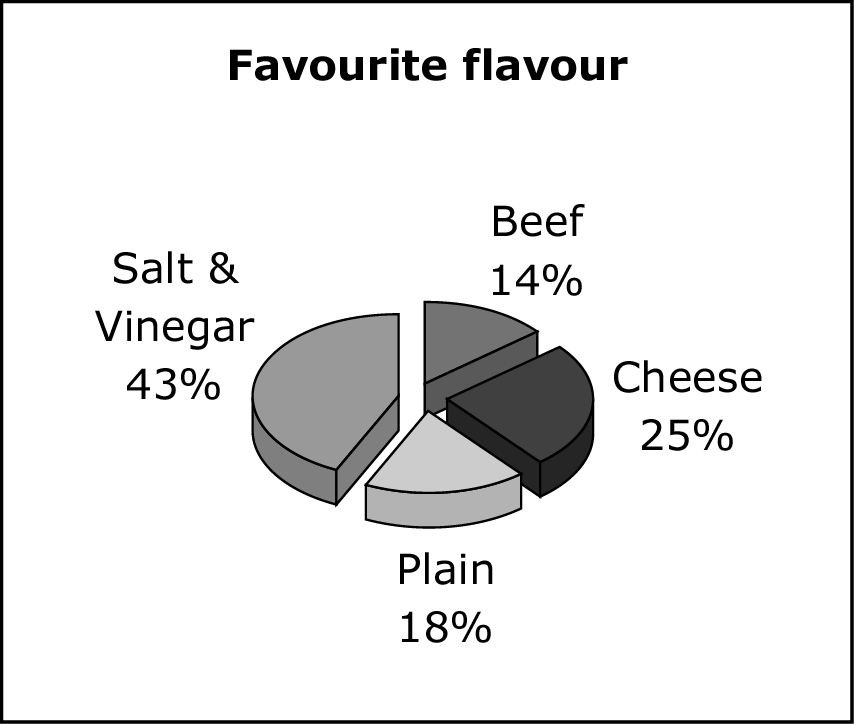 Favourite flavour
Beef
14%
Salt &
Vinegar
43%
Cheese
25%
Plain
18%